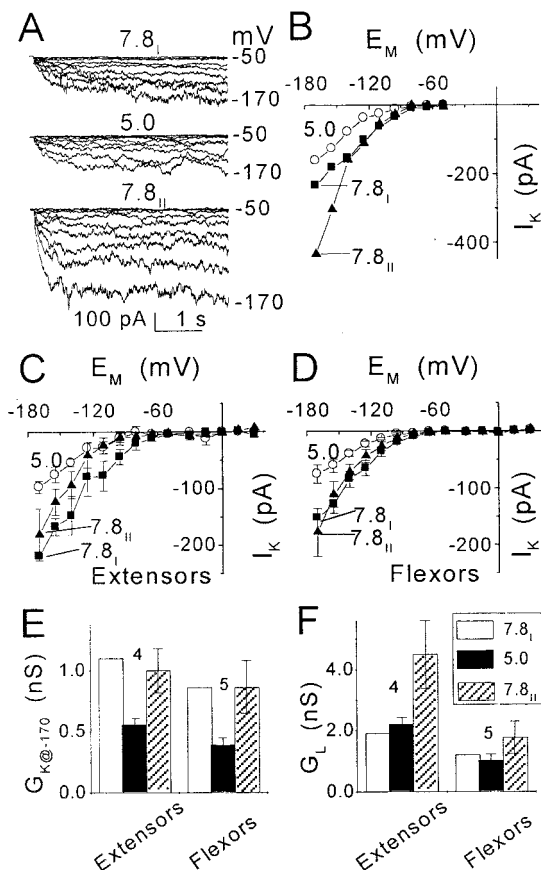 A
7.8I
mV
-50
-170
5.0
-50
-170
7.8II
-50
-170
100 pA
1 s
B
EM (mV)
-180 -120 -60
5.0
7.8I
7.8II
-200
-400
IK (pA)
C
EM (mV)
-180 -120 -60
5.0
7.8II
7.8I
-100
-200
IK (pA)
Extensors
D
EM (mV)
-180 -120 -60
5.0
7.8I
7.8II
-100
-200
IK (pA)
Flexors
E
GK@-170 (nS)
1.0
0.5
0.0
4
5
Extensors
Flexors
F
GL (nS)
4.0
2.0
0.0
4
5
7.8I
5.0
7.8II
Extensors
Flexors